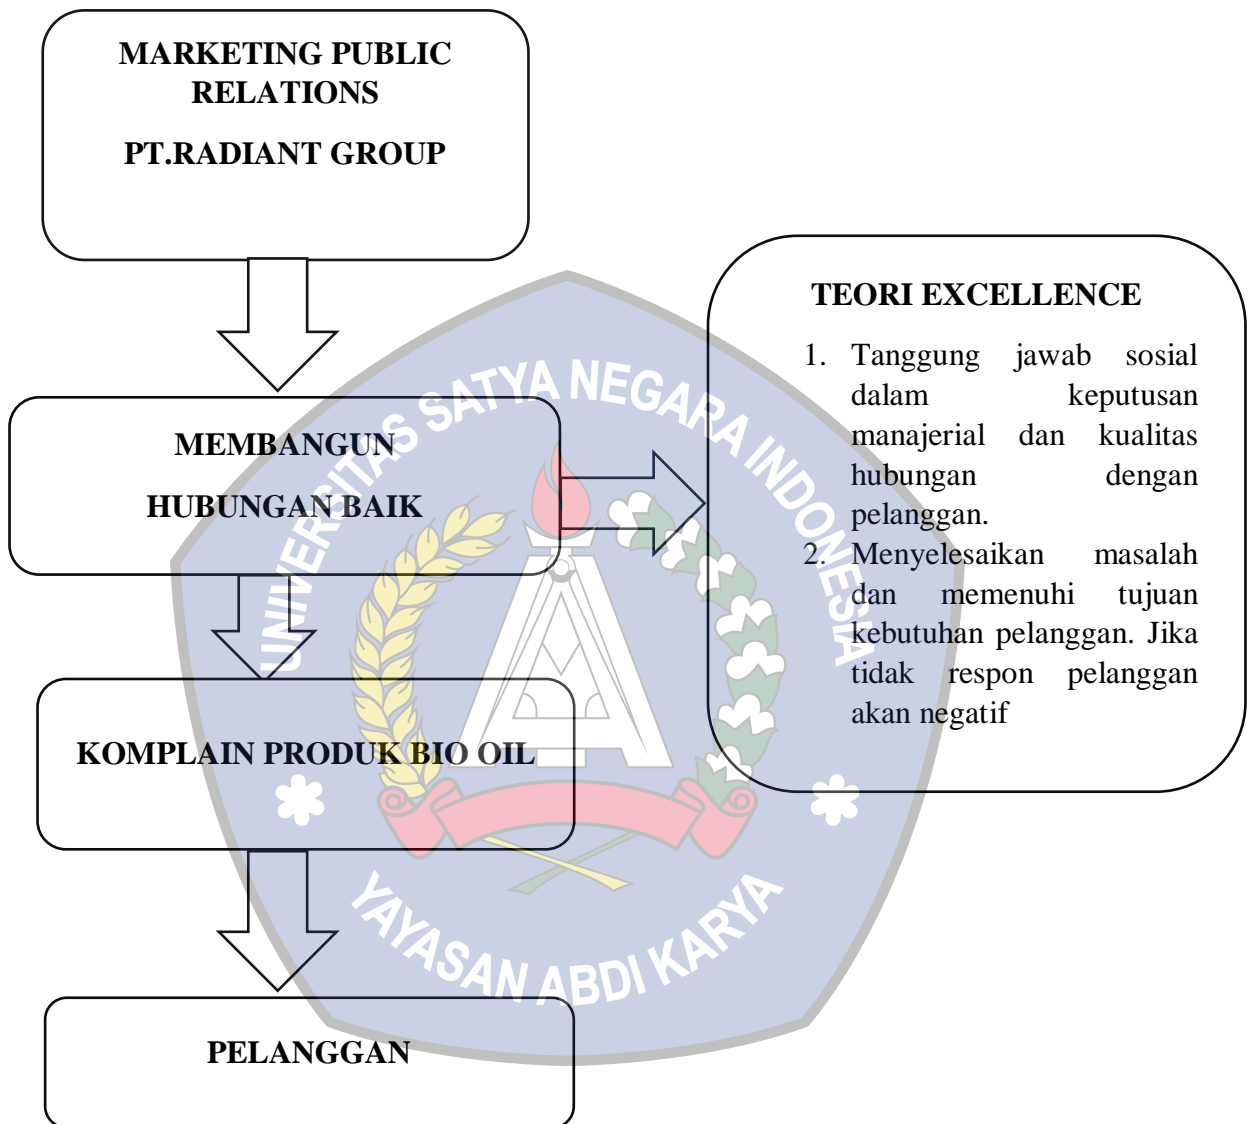 MARKETING PUBLIC
RELATIONS
PT.RADIANT GROUP
MEMBANGUN
HUBUNGAN BAIK
TEORI EXCELLENCE
1. Tanggung jawab sosial
dalam keputusan
manajerial dan kualitas
hubungan dengan
pelanggan.
2. Menyelesaikan masalah
dan memenuhi tujuan
kebutuhan pelanggan. Jika
tidak respon pelanggan
akan negatif
KOMPLAIN PRODUK BIO OIL
PELANGGAN
UNIVERSITAS SATYA NEGARA INDONESIA
YAYASAN ABDI KARYA